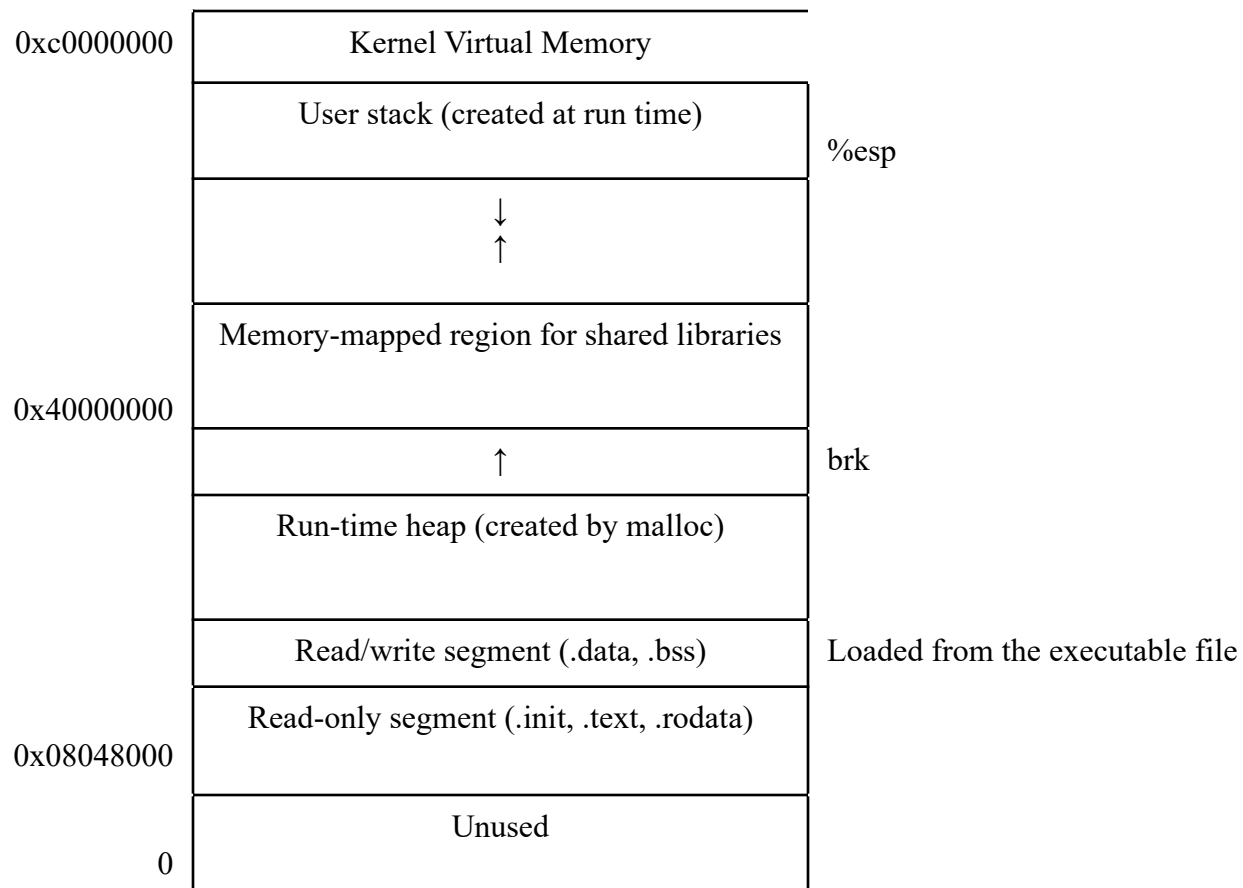 0xc0000000 Kernel Virtual Memory
User stack (created at run time)
%esp
↓
↑
Memory-mapped region for shared libraries
0x40000000
↑ brk
Run-time heap (created by malloc)
Read/write segment (.data, .bss) Loaded from the executable file
Read-only segment (.init, .text, .rodata)
0x08048000
Unused
0